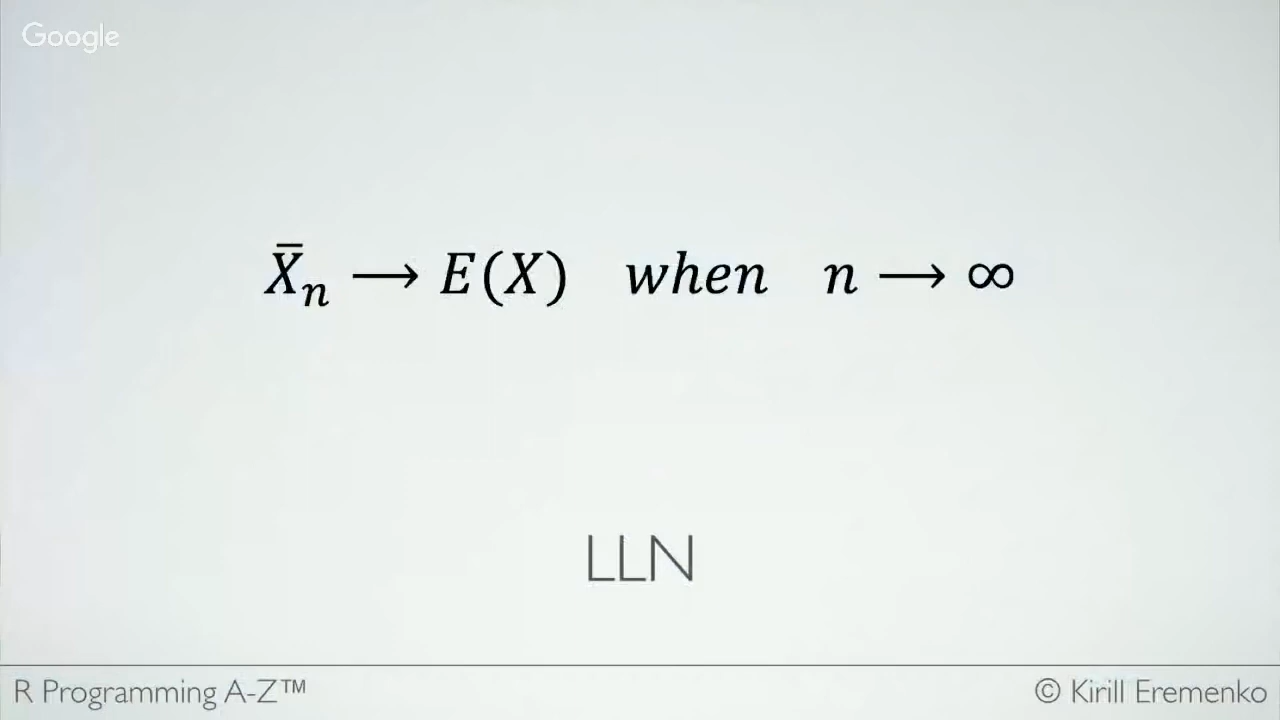 Google
X̄ₙ ⟶ E(X) when n ⟶ ∞
LLN
R Programming A-Z™
© Kirill Eremenko